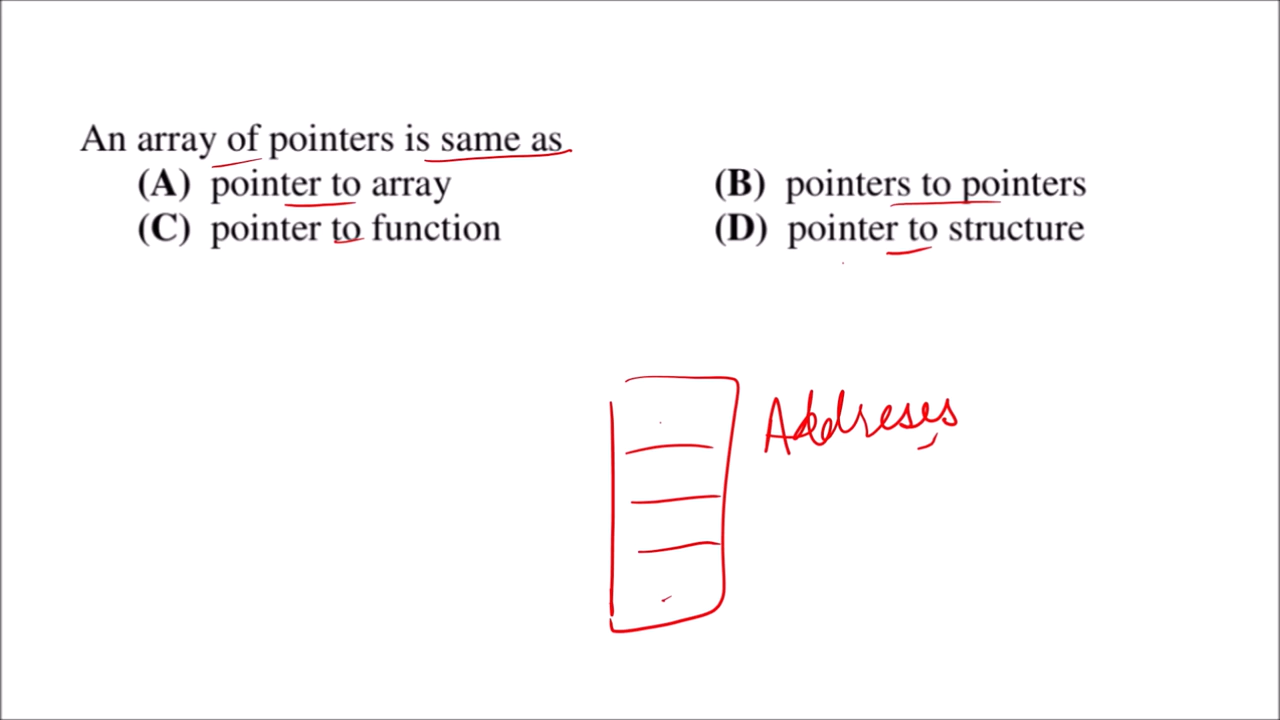 An array of pointers is same as
(A) pointer to array (B) pointers to pointers
(C) pointer to function (D) pointer to structure
Addreses